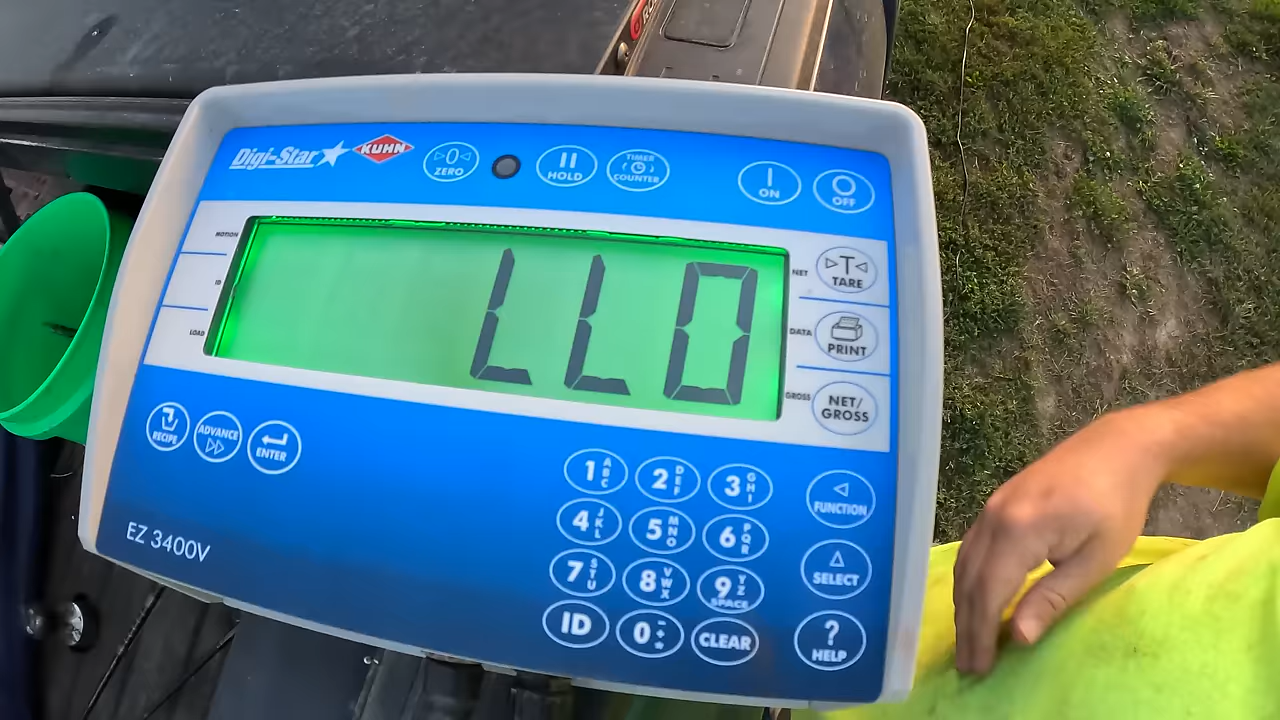 Digi-Star KUHN
▷0◁ ZERO
HOLD
TIMER COUNTER
ON
OFF
MOTION
ID
LOAD
LLO
NET
DATA
GROSS
▷T◁ TARE
PRINT
NET/
GROSS
RECIPE
ADVANCE
ENTER
1 ABC
2 DEF
3 GHI
FUNCTION
4 JKL
5 MNO
6 PQR
EZ 3400V
7 STU
8 VWX
9 YZ SPACE
SELECT
ID
0 -+*
CLEAR
?
HELP